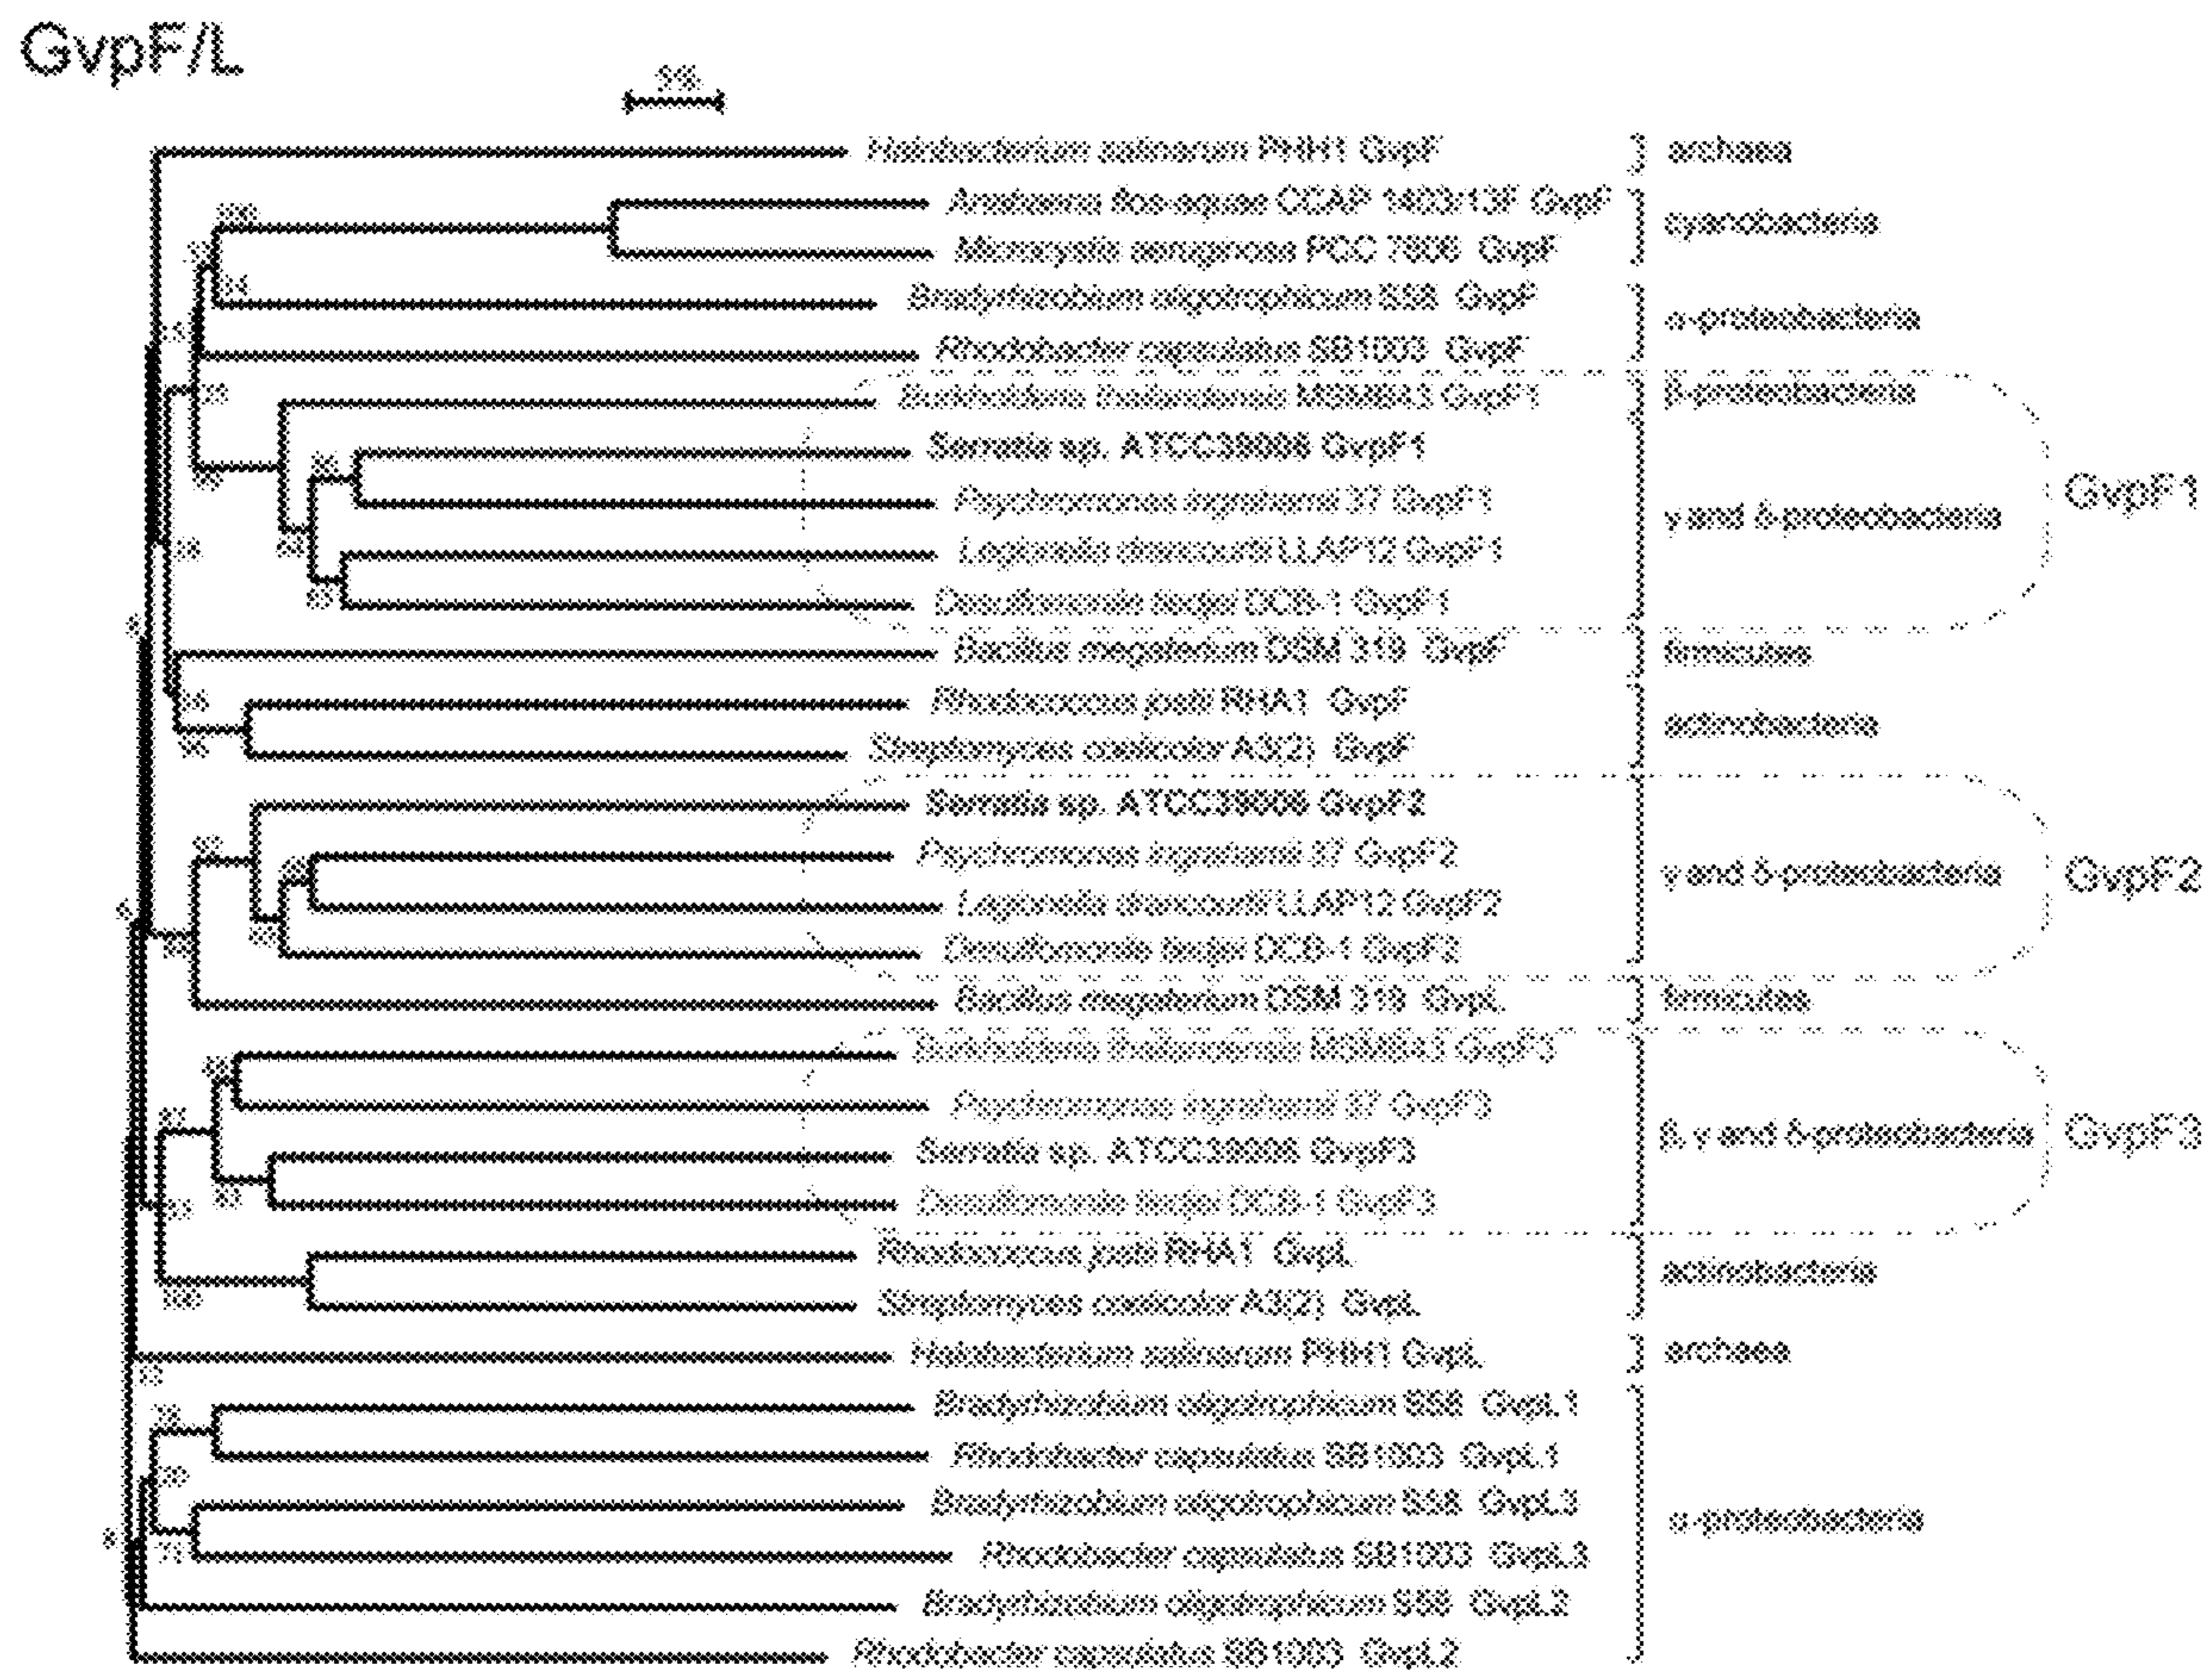 GvpF/L
5%
Halobacterium salinarum PHH1 GvpF
archaea
Anabaena flos-aquae CCAP 1403/13F GvpF
cyanobacteria
Microcystis aeruginosa PCC 7806 GvpF
Bradyrhizobium oligotrophicum S58 GvpF
α-proteobacteria
Rhodobacter capsulatus SB1003 GvpF
Burkholderia thailandensis MSMB43 GvpF1
β-proteobacteria
Serratia sp. ATCC39006 GvpF1
GvpF1
Psychromonas ingrahamii 37 GvpF1
γ and δ-proteobacteria
Legionella drancourtii LLAP12 GvpF1
Desulfomonile tiedjei DCB-1 GvpF1
Bacillus megaterium DSM 319 GvpF
firmicutes
Rhodococcus jostii RHA1 GvpF
actinobacteria
Streptomyces coelicolor A3(2) GvpF
Serratia sp. ATCC39006 GvpF2
Psychromonas ingrahamii 37 GvpF2
γ and δ-proteobacteria
GvpF2
Legionella drancourtii LLAP12 GvpF2
Desulfomonile tiedjei DCB-1 GvpF2
Bacillus megaterium DSM 319 GvpL
firmicutes
Burkholderia thailandensis MSMB43 GvpF3
Psychromonas ingrahamii 37 GvpF3
β, γ and δ-proteobacteria
GvpF3
Serratia sp. ATCC39006 GvpF3
Desulfomonile tiedjei DCB-1 GvpF3
Rhodococcus jostii RHA1 GvpL
actinobacteria
Streptomyces coelicolor A3(2) GvpL
Halobacterium salinarum PHH1 GvpL
archaea
Bradyrhizobium oligotrophicum S58 GvpL1
Rhodobacter capsulatus SB1003 GvpL1
Bradyrhizobium oligotrophicum S58 GvpL3
α-proteobacteria
Rhodobacter capsulatus SB1003 GvpL3
Bradyrhizobium oligotrophicum S58 GvpL2
Rhodobacter capsulatus SB1003 GvpL2